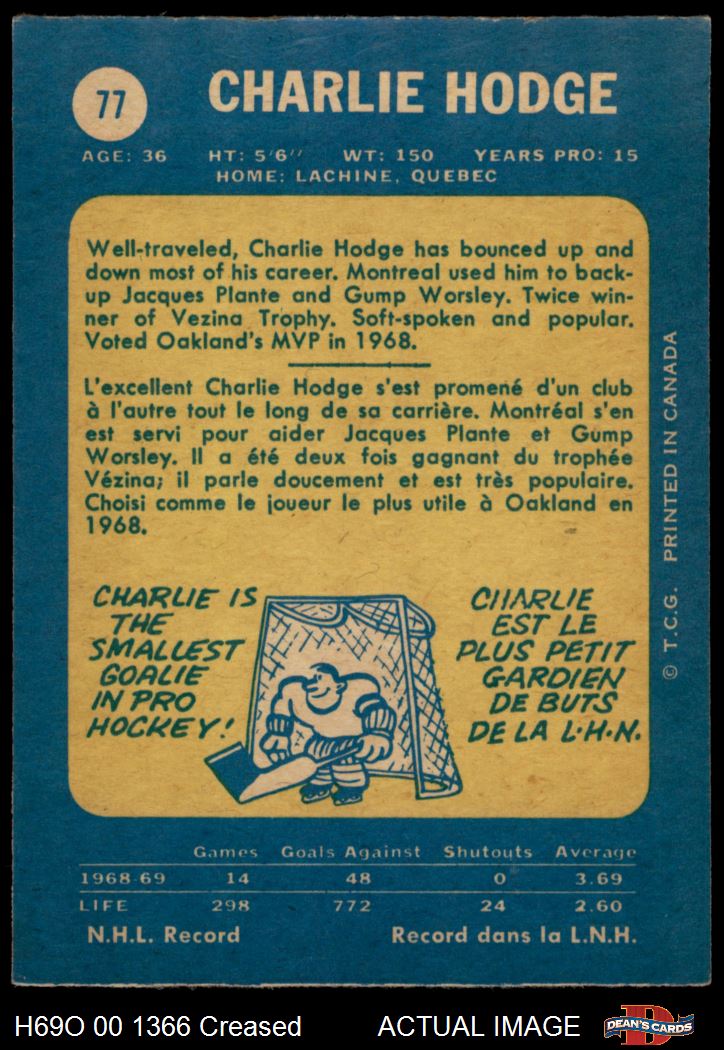 77
CHARLIE HODGE
AGE: 36 HT: 5'6'' WT: 150 YEARS PRO: 15
HOME: LACHINE, QUEBEC
Well-traveled, Charlie Hodge has bounced up and
down most of his career. Montreal used him to back-
up Jacques Plante and Gump Worsley. Twice win-
ner of Vezina Trophy. Soft-spoken and popular.
Voted Oakland's MVP in 1968.
L'excellent Charlie Hodge s'est promené d'un club
à l'autre tout le long de sa carrière. Montréal s'en
est servi pour aider Jacques Plante et Gump
Worsley. Il a été deux fois gagnant du trophée
Vézina; il parle doucement et est très populaire.
Choisi comme le joueur le plus utile à Oakland en
1968.
CHARLIE IS
THE
SMALLEST
GOALIE
IN PRO
HOCKEY!
CHARLIE
EST LE
PLUS PETIT
GARDIEN
DE BUTS
DE LA L.H.N.
© T.C.G. PRINTED IN CANADA
Games Goals Against Shutouts Average
1968-69 14 48 0 3.69
LIFE 298 772 24 2.60
N.H.L. Record Record dans la L.N.H.
H69O 00 1366 Creased ACTUAL IMAGE
D
DEAN'S CARDS